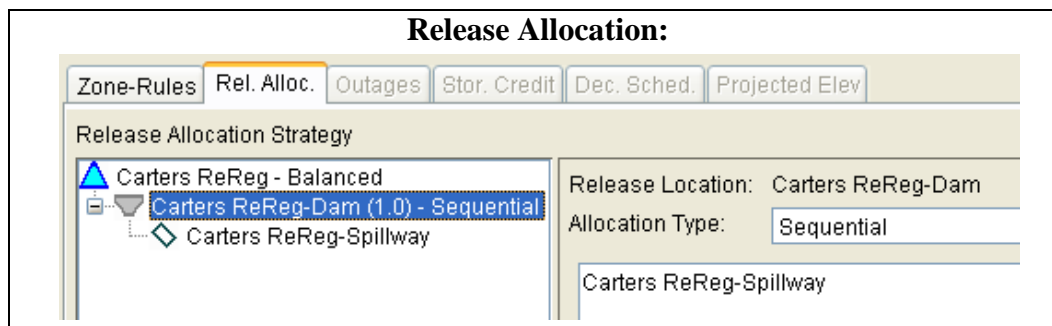 Release Allocation:
Zone-Rules Rel. Alloc. Outages Stor. Credit Dec. Sched. Projected Elev
Release Allocation Strategy
Carters ReReg - Balanced
Carters ReReg-Dam (1.0) - Sequential
Carters ReReg-Spillway
Release Location: Carters ReReg-Dam
Allocation Type: Sequential
Carters ReReg-Spillway